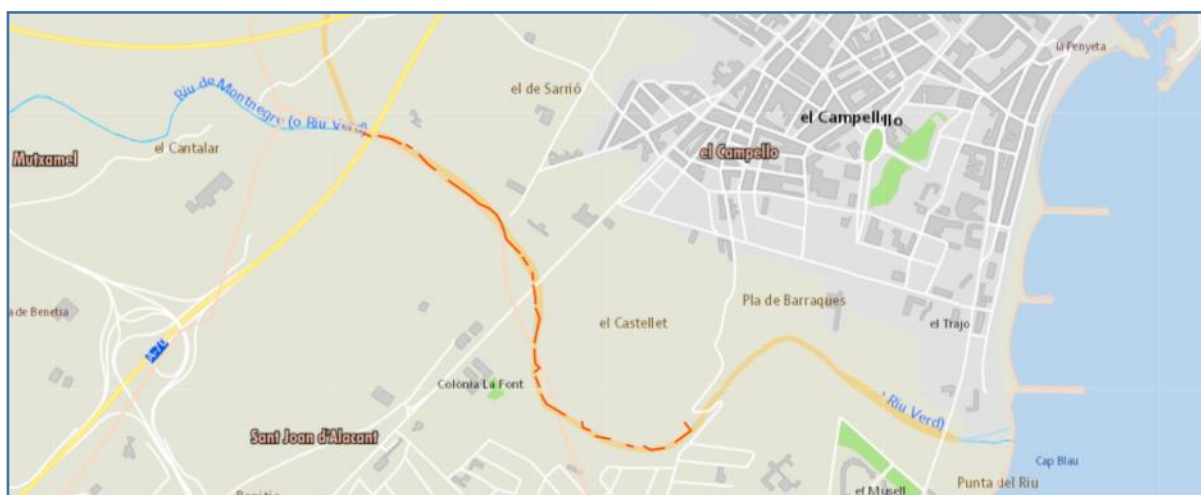 la Penyeta
el de Sarrió
Riu de Montnegre (o Riu Verd)
el Campello
el Cantalar
Mutxamel
el Campello
Pla de Barraques
a de Benetia
el Castellet
el Trajo
A-70
Colònia La Font
Riu Verd)
Sant Joan d'Alacant
Cap Blau
Punta del Riu
el Musell